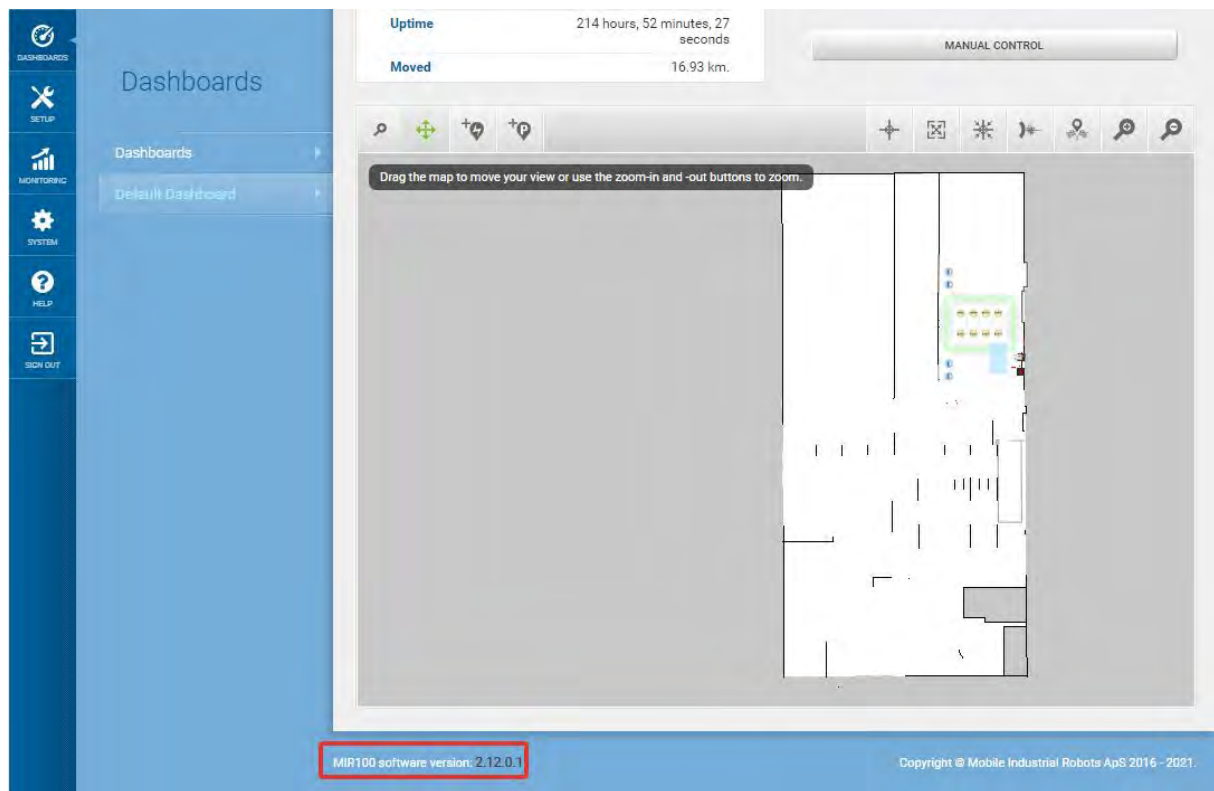 DASHBOARDS
SETUP
MONITORING
SYSTEM
HELP
SIGN OUT
Dashboards
Dashboards
Default Dashboard
Uptime 214 hours, 52 minutes, 27
seconds
Moved 16.93 km.
MANUAL CONTROL
Drag the map to move your view or use the zoom-in and -out buttons to zoom.
MIR100 software version: 2.12.0.1
Copyright © Mobile Industrial Robots ApS 2016 - 2021.